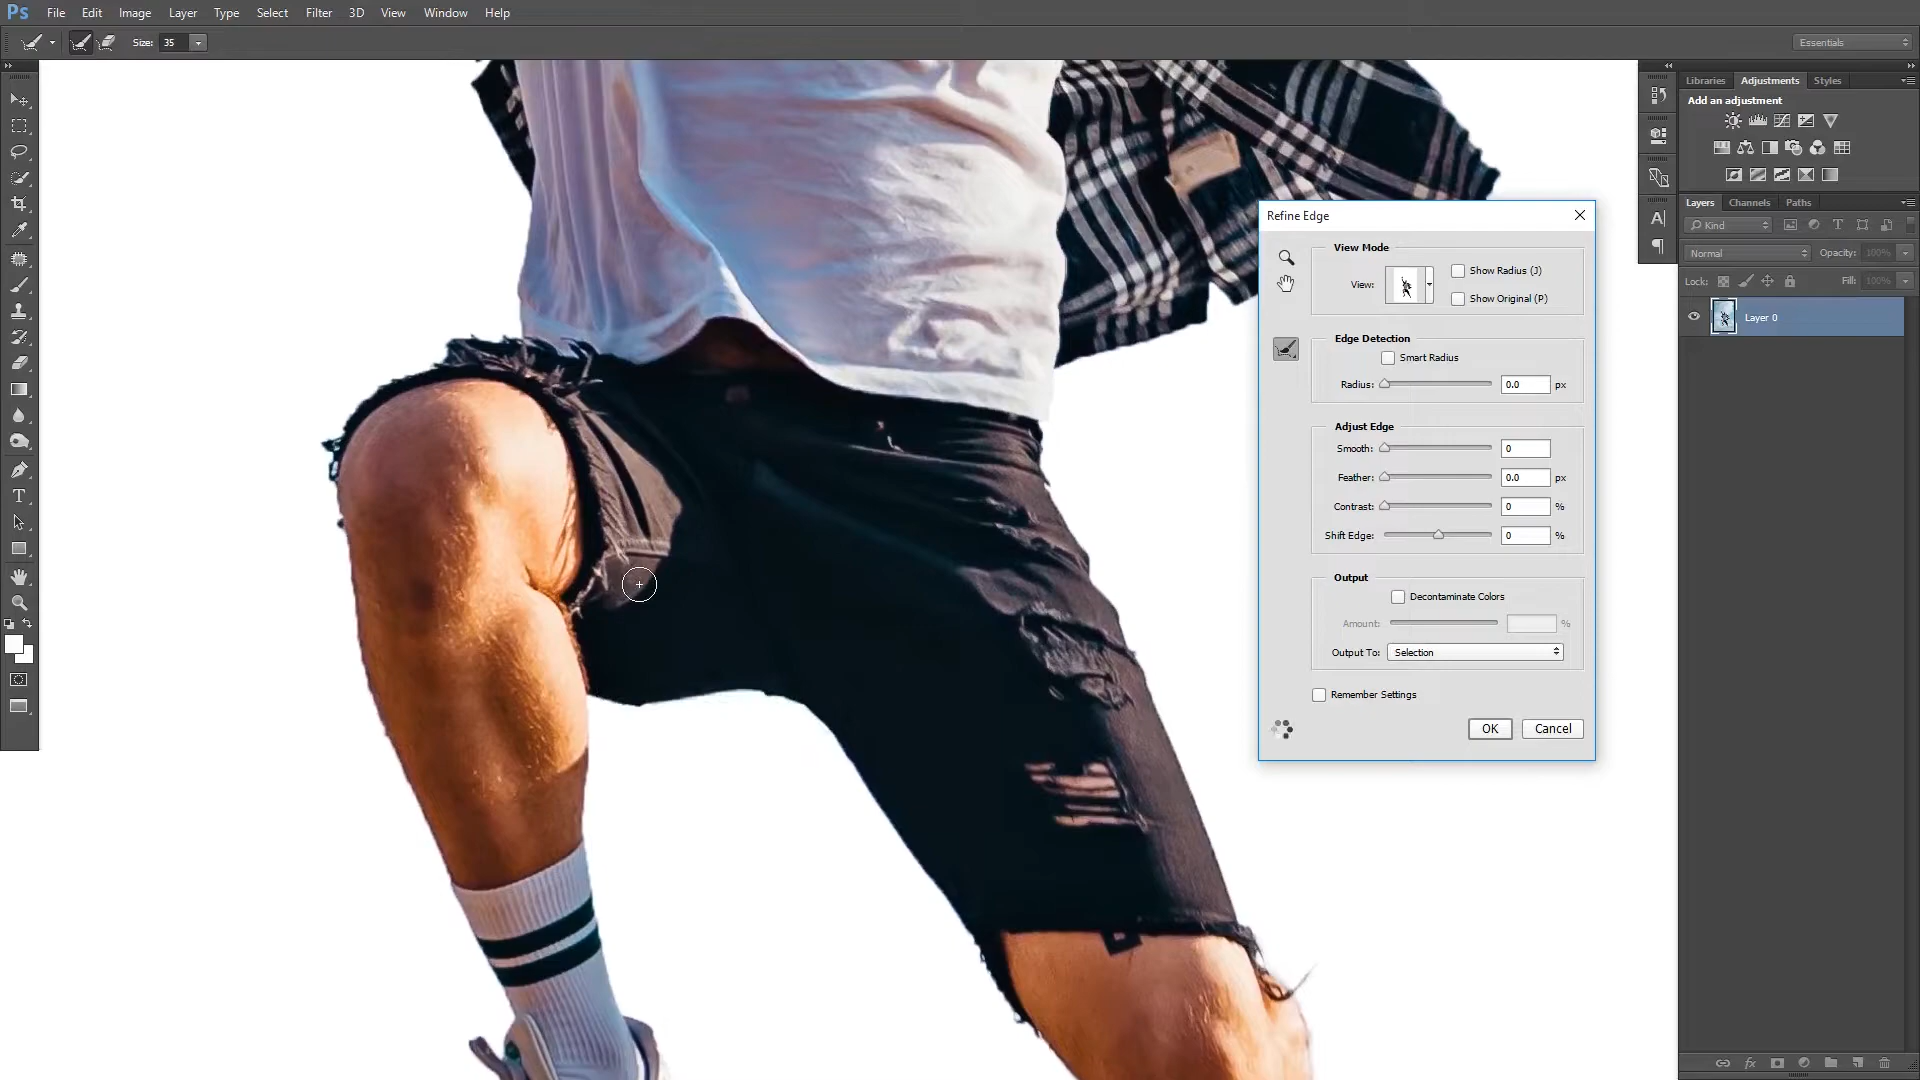 Ps File Edit Image Layer Type Select Filter 3D View Window Help
Size: 35 Essentials
Libraries Adjustments Styles
Add an adjustment
Layers Channels Paths
Kind
Normal Opacity: 100%
Lock: Fill: 100%
Layer 0
Refine Edge
View Mode
View: Show Radius (J)
Show Original (P)
Edge Detection
Smart Radius
Radius: 0.0 px
Adjust Edge
Smooth: 0
Feather: 0.0 px
Contrast: 0 %
Shift Edge: 0 %
Output
Decontaminate Colors
Amount: %
Output To: Selection
Remember Settings
OK Cancel